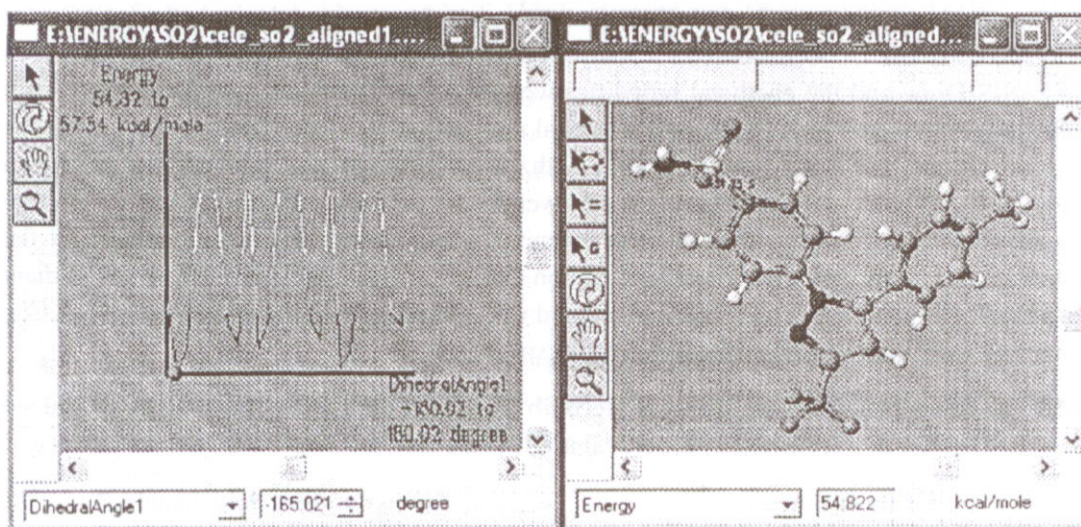 E:\ENERGY\SO2\cele_so2_aligned1....
Energy
54.32 to
57.54 kcal/mole
DihedralAngle1
-180.02 to
180.02 degree
DihedralAngle1
-165.021
degree
E:\ENERGY\SO2\cele_so2_aligned...
=
G
Energy
54.822
kcal/mole